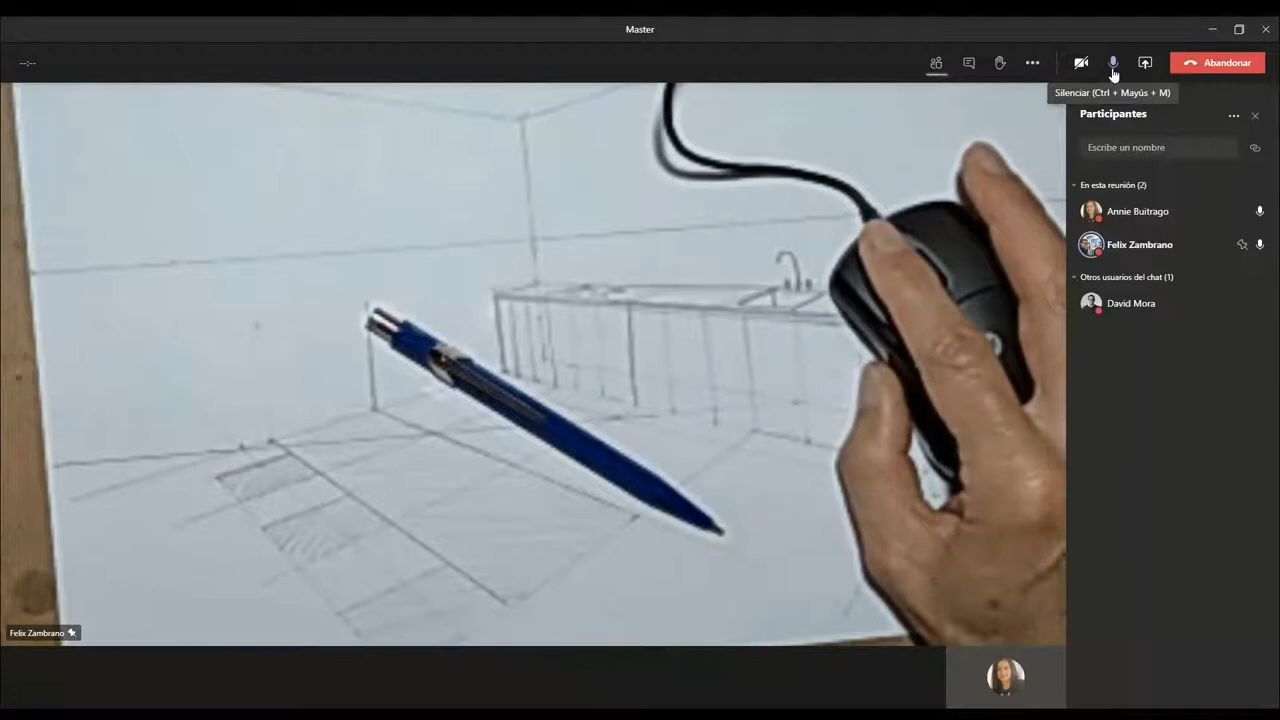 Master
--:--
Abandonar
Silenciar (Ctrl + Mayús + M)
Participantes
Escribe un nombre
En esta reunión (2)
Annie Buitrago
Felix Zambrano
Otros usuarios del chat (1)
David Mora
Felix Zambrano